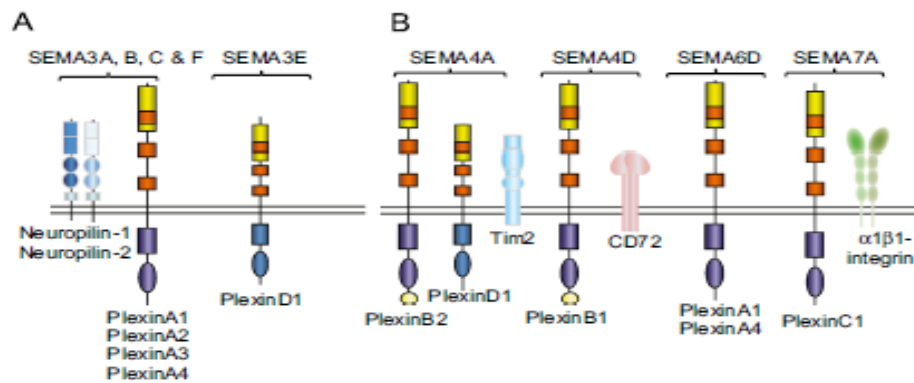 A
B
SEMA3A, B, C & F
SEMA3E
SEMA4A
SEMA4D
SEMA6D
SEMA7A
Neuropilin-1
Neuropilin-2
PlexinA1
PlexinA2
PlexinA3
PlexinA4
PlexinD1
PlexinB2
PlexinD1
Tim2
PlexinB1
CD72
PlexinA1
PlexinA4
PlexinC1
α1β1-
integrin